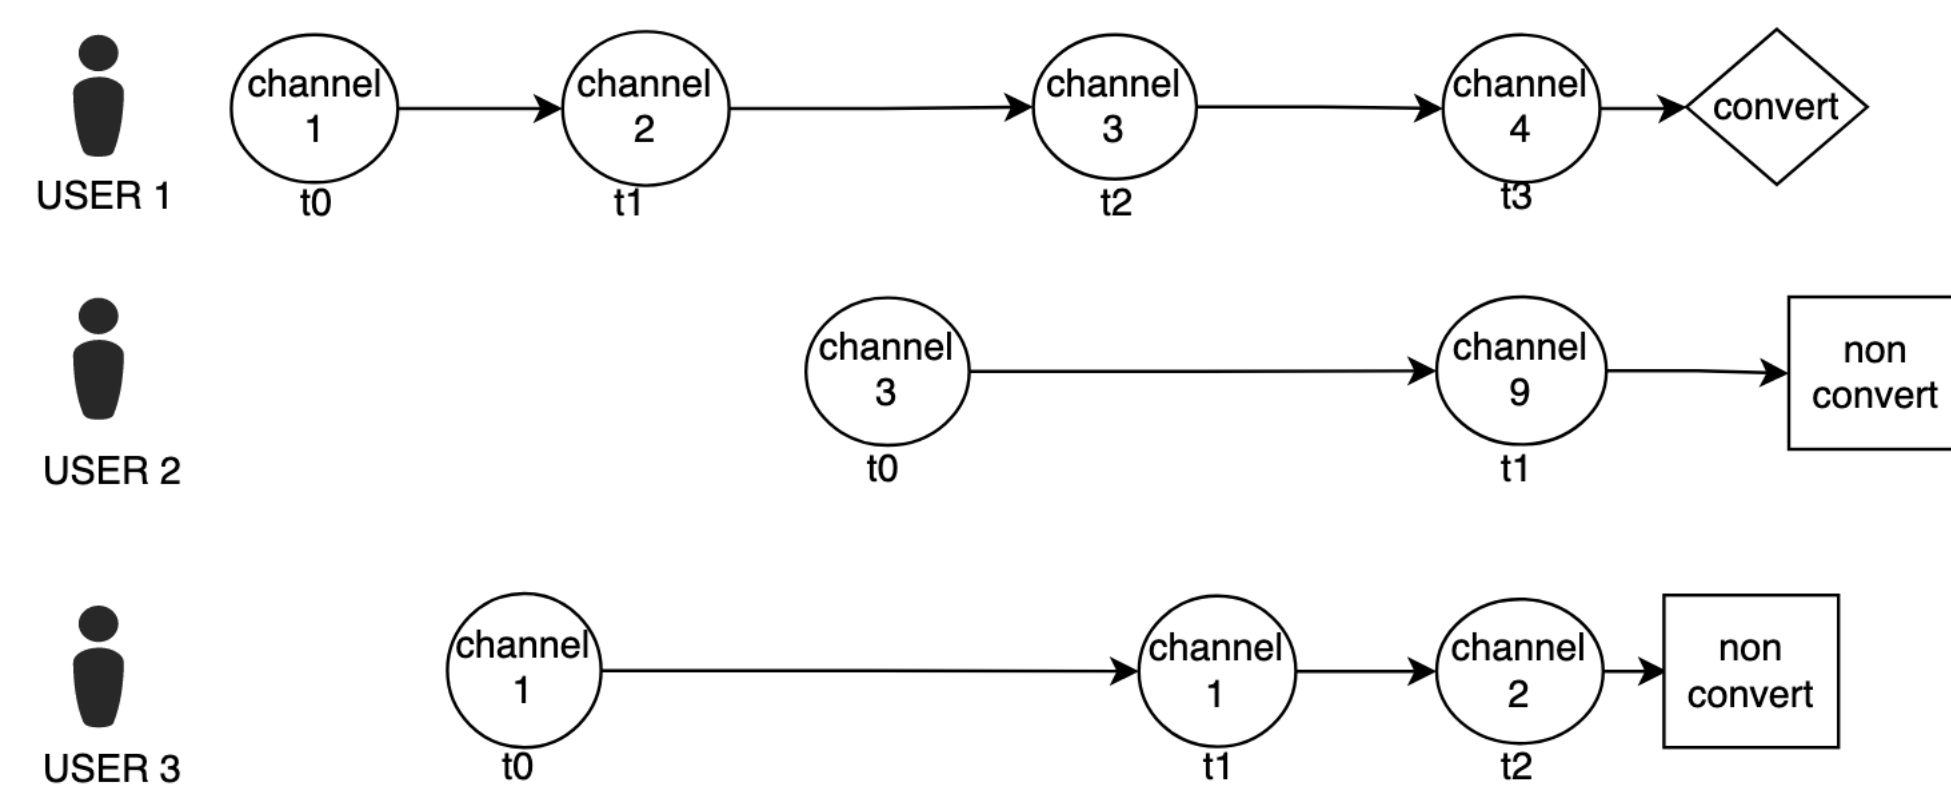 channel
1
channel
2
channel
3
channel
4
convert
USER 1
t0
t1
t2
t3
channel
3
channel
9
non
convert
USER 2
t0
t1
channel
1
channel
1
channel
2
non
convert
USER 3
t0
t1
t2